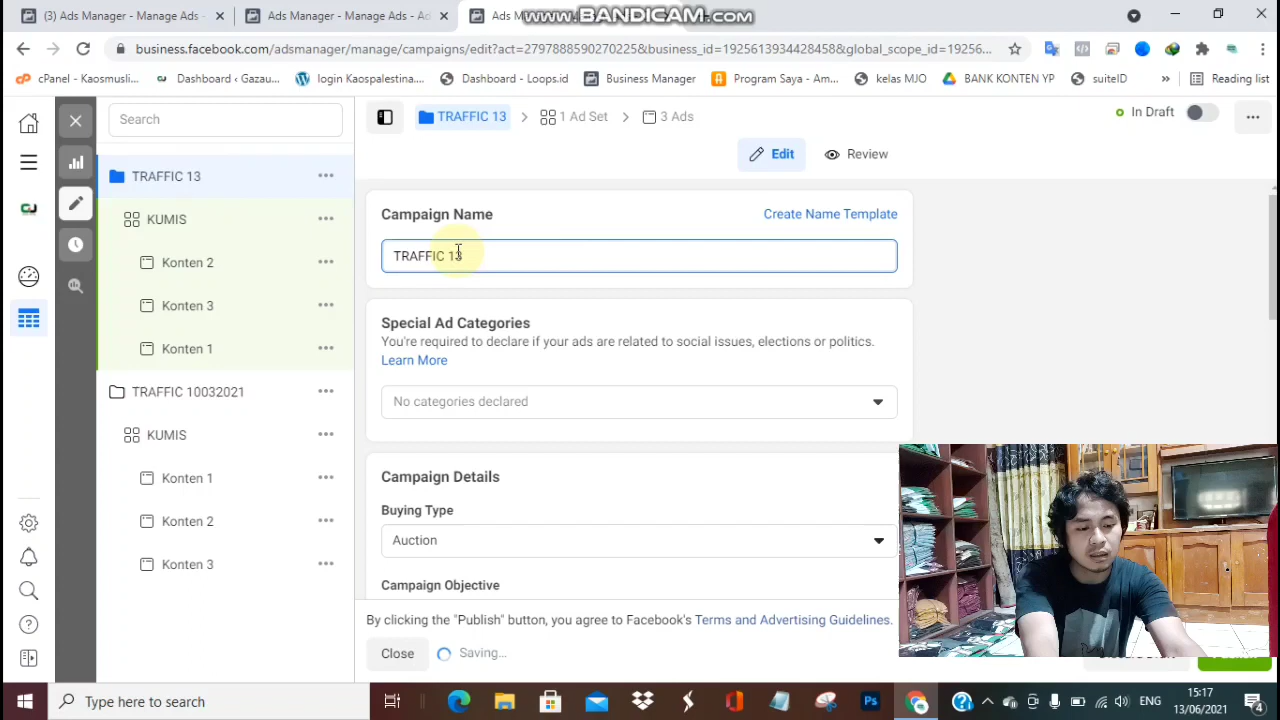 (3) Ads Manager - Manage Ads -
Ads Manager - Manage Ads - Ad
Ads M
www.BANDICAM.com
business.facebook.com/adsmanager/manage/campaigns/edit?act=2797888590270225&business_id=1925613934428458&global_scope_id=19256...
cPanel - Kaosmusli...
Dashboard ‹ Gazau...
login Kaospalestina...
Dashboard - Loops.id
Business Manager
Program Saya - Am...
kelas MJO
BANK KONTEN YP
suiteID
»
Reading list
Search
TRAFFIC 13
1 Ad Set
3 Ads
In Draft
Edit
Review
TRAFFIC 13
KUMIS
Konten 2
Konten 3
Konten 1
TRAFFIC 10032021
KUMIS
Konten 1
Konten 2
Konten 3
Campaign Name
Create Name Template
TRAFFIC 13
Special Ad Categories
You're required to declare if your ads are related to social issues, elections or politics.
Learn More
No categories declared
Campaign Details
Buying Type
Auction
Campaign Objective
By clicking the "Publish" button, you agree to Facebook's Terms and Advertising Guidelines.
Close
Saving...
Type here to search
ENG
15:17
13/06/2021
4